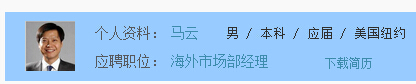 个人资料： 马云 男 / 本科 / 应届 / 美国纽约
应聘职位： 海外市场部经理 下载简历